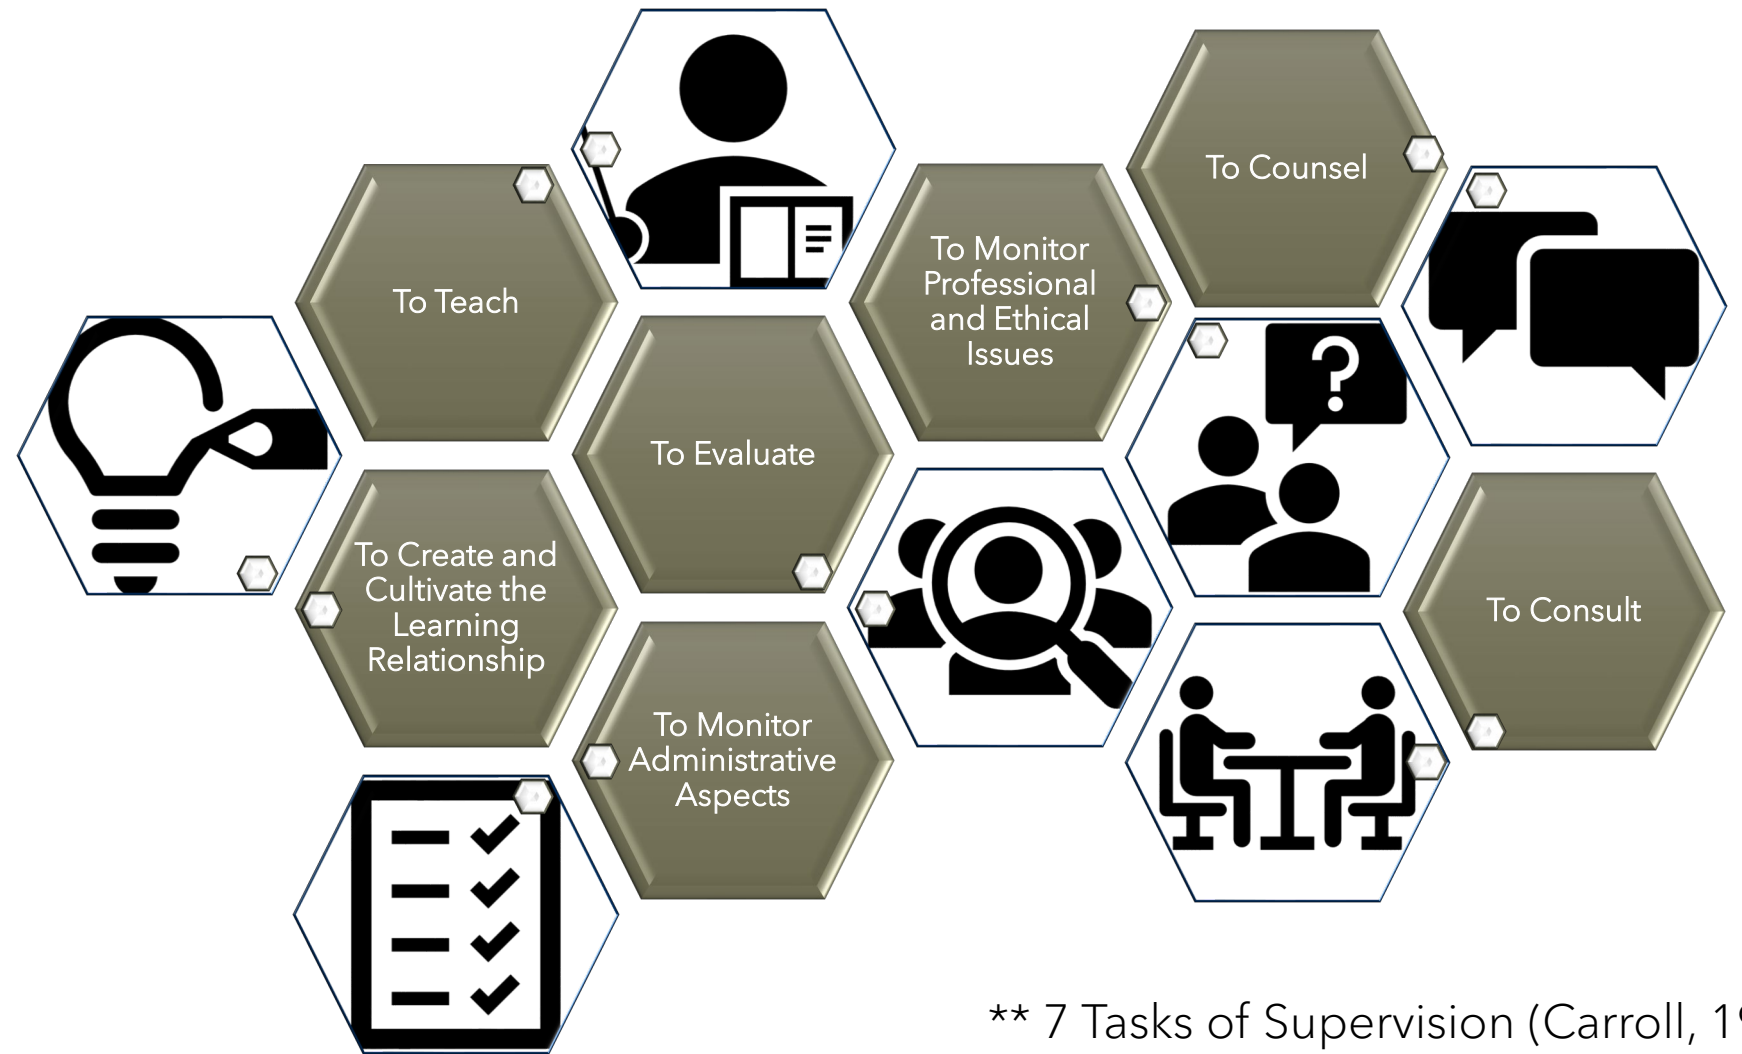 To Counsel
To Teach
To Monitor
Professional
and Ethical
Issues
?
To Evaluate
To Create and
Cultivate the
Learning
Relationship
To Consult
To Monitor
Administrative
Aspects
** 7 Tasks of Supervision (Carroll,